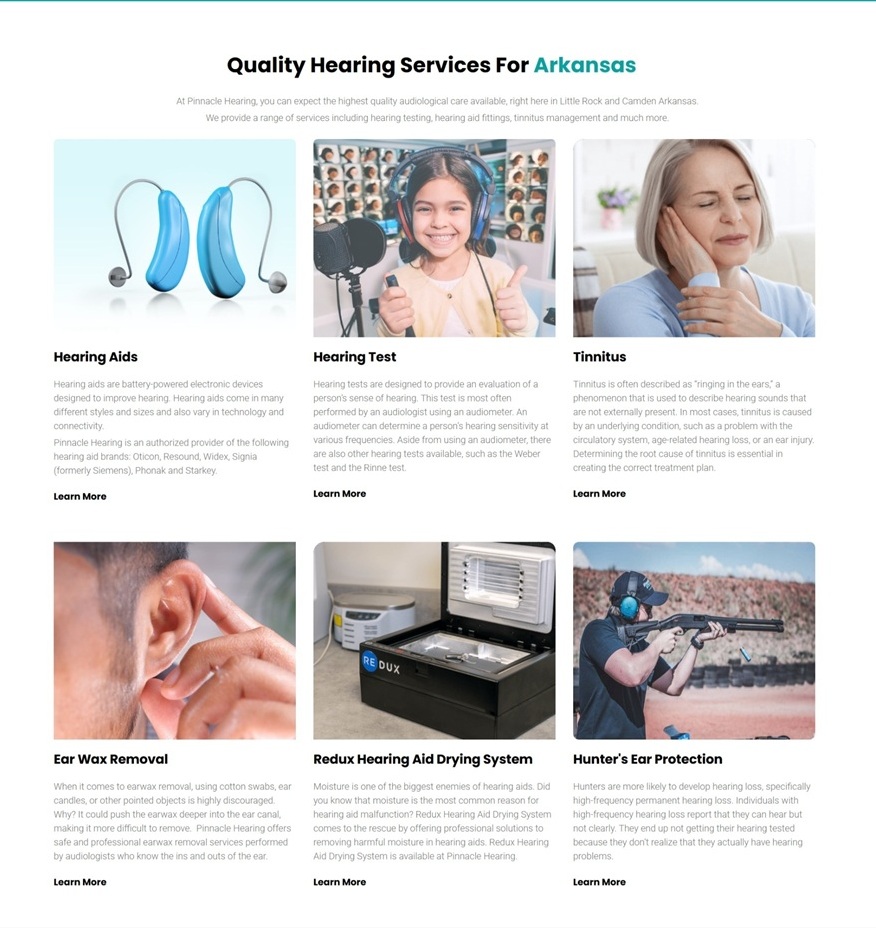 Quality Hearing Services For Arkansas
At Pinnacle Hearing, you can expect the highest quality audiological care available, right here in Little Rock and Camden Arkansas.
We provide a range of services including hearing testing, hearing aid fittings, tinnitus management and much more.
Hearing Aids
Hearing aids are battery-powered electronic devices
designed to improve hearing. Hearing aids come in many
different styles and sizes and also vary in technology and
connectivity.
Pinnacle Hearing is an authorized provider of the following
hearing aid brands: Oticon, Resound, Widex, Signia
(formerly Siemens), Phonak and Starkey.
Learn More
Hearing Test
Hearing tests are designed to provide an evaluation of a
person's sense of hearing. This test is most often
performed by an audiologist using an audiometer. An
audiometer can determine a person's hearing sensitivity at
various frequencies. Aside from using an audiometer, there
are also other hearing tests available, such as the Weber
test and the Rinne test.
Learn More
Tinnitus
Tinnitus is often described as "ringing in the ears," a
phenomenon that is used to describe hearing sounds that
are not externally present. In most cases, tinnitus is caused
by an underlying condition, such as a problem with the
circulatory system, age-related hearing loss, or an ear injury.
Determining the root cause of tinnitus is essential in
creating the correct treatment plan.
Learn More
Ear Wax Removal
When it comes to earwax removal, using cotton swabs, ear
candles, or other pointed objects is highly discouraged.
Why? It could push the earwax deeper into the ear canal,
making it more difficult to remove.  Pinnacle Hearing offers
safe and professional earwax removal services performed
by audiologists who know the ins and outs of the ear.
Learn More
REDUX
Redux Hearing Aid Drying System
Moisture is one of the biggest enemies of hearing aids. Did
you know that moisture is the most common reason for
hearing aid malfunction? Redux Hearing Aid Drying System
comes to the rescue by offering professional solutions to
removing harmful moisture in hearing aids. Redux Hearing
Aid Drying System is available at Pinnacle Hearing.
Learn More
Hunter's Ear Protection
Hunters are more likely to develop hearing loss, specifically
high-frequency permanent hearing loss. Individuals with
high-frequency hearing loss report that they can hear but
not clearly. They end up not getting their hearing tested
because they don't realize that they actually have hearing
problems.
Learn More